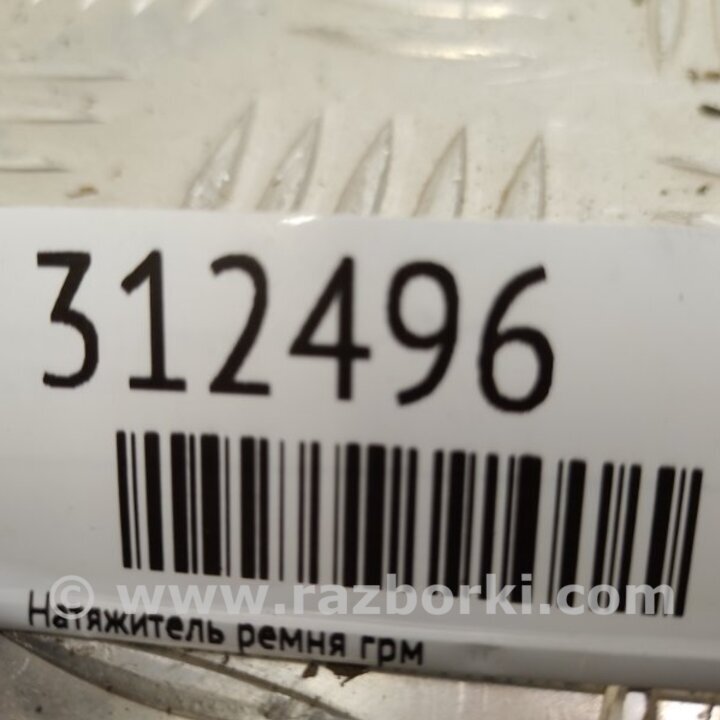 312496
© www.razborki.com
Натяжитель ремня грм